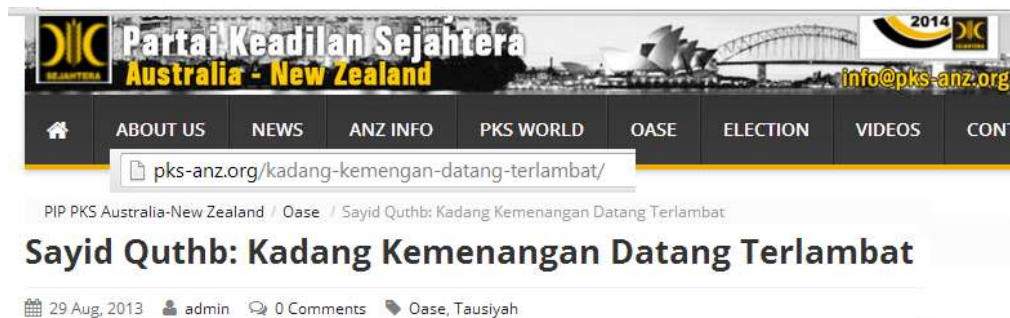 Partai Keadilan Sejahtera
2014
SEJAHTERA
Australia - New Zealand
info@pks-anz.org
ABOUT US NEWS ANZ INFO PKS WORLD OASE ELECTION VIDEOS CONT
pks-anz.org/kadang-kemengan-datang-terlambat/
PIP PKS Australia-New Zealand / Oase / Sayid Quthb: Kadang Kemenangan Datang Terlambat
Sayid Quthb: Kadang Kemenangan Datang Terlambat
29 Aug, 2013 admin 0 Comments Oase, Tausiyah